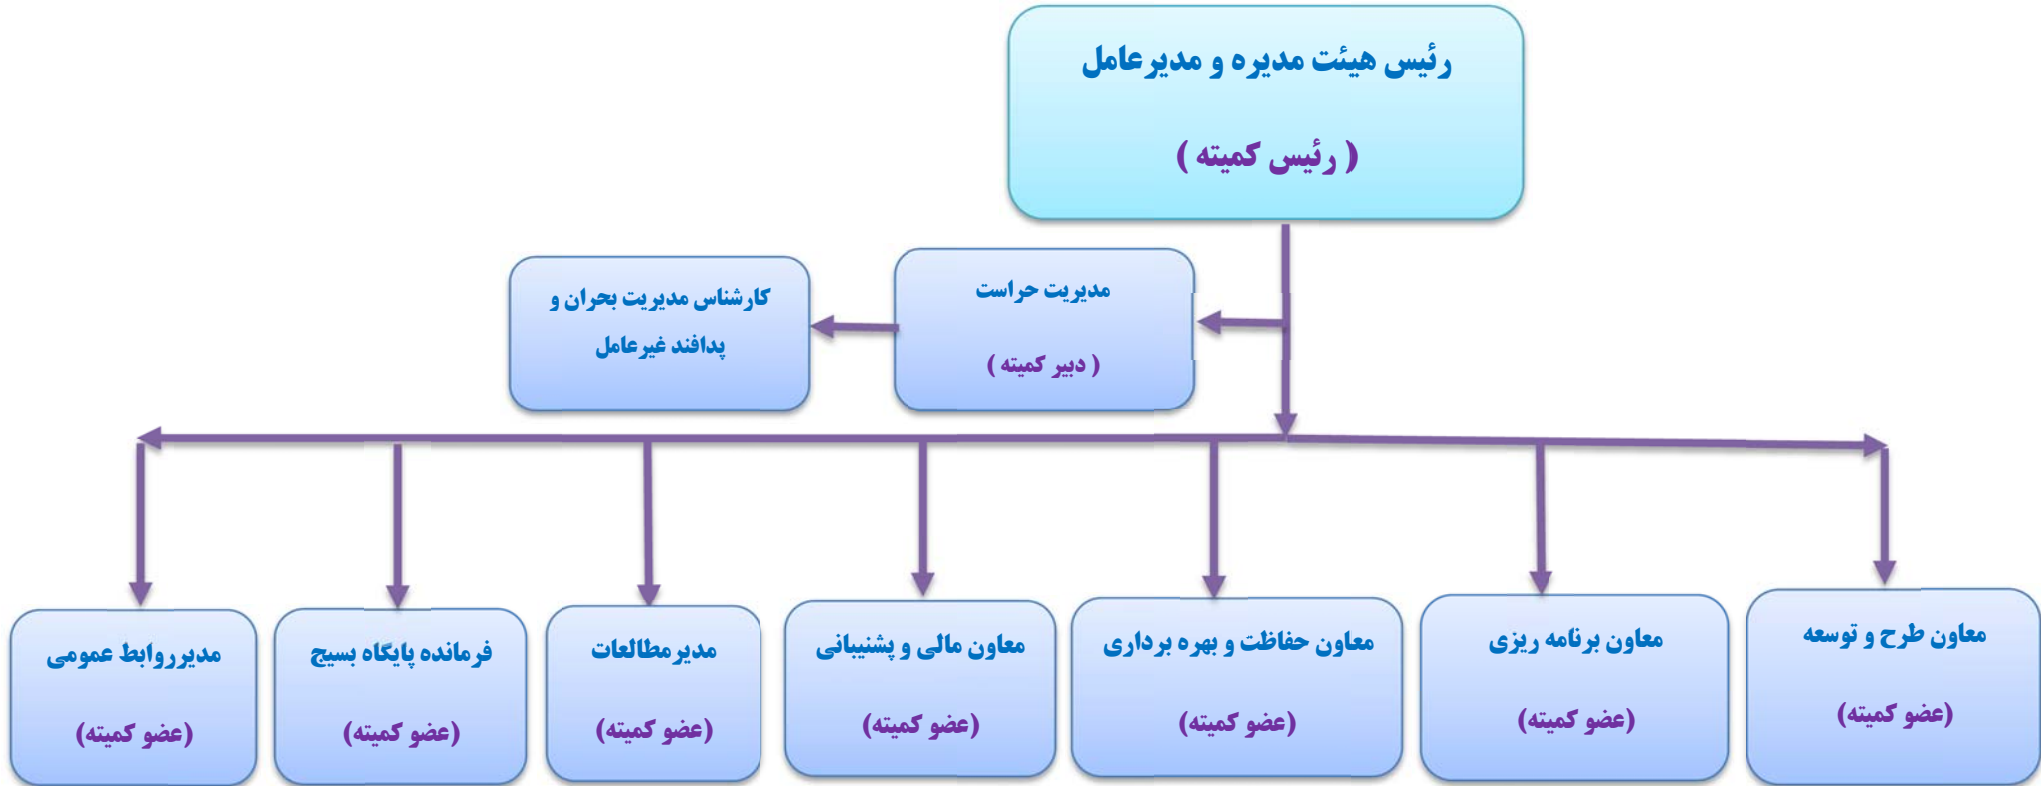 رئیس هیئت مدیره و مدیرعامل
( رئیس کمیته )
مدیریت حراست
( دبیر کمیته )
کارشناس مدیریت بحران و
پدافند غیرعامل
معاون طرح و توسعه
(عضو کمیته)
معاون برنامه ریزی
(عضو کمیته)
معاون حفاظت و بهره برداری
(عضو کمیته)
معاون مالی و پشتیبانی
(عضو کمیته)
مدیرمطالعات
(عضو کمیته)
فرمانده پایگاه بسیج
(عضو کمیته)
مدیرروابط عمومی
(عضو کمیته)